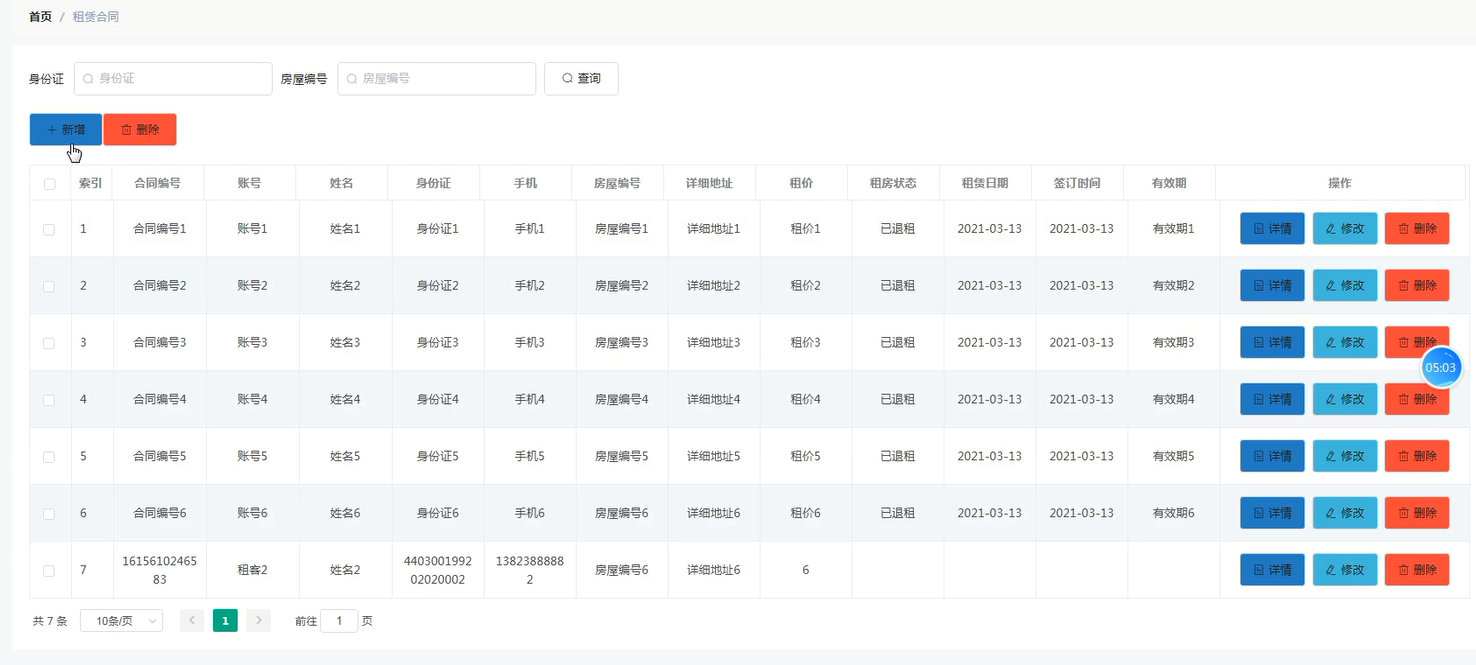 首页 / 租赁合同
身份证 身份证 房屋编号 房屋编号 查询
新增 删除
索引 合同编号 账号 姓名 身份证 手机 房屋编号 详细地址 租价 租房状态 租赁日期 签订时间 有效期 操作
1 合同编号1 账号1 姓名1 身份证1 手机1 房屋编号1 详细地址1 租价1 已退租 2021-03-13 2021-03-13 有效期1 详情 修改 删除
2 合同编号2 账号2 姓名2 身份证2 手机2 房屋编号2 详细地址2 租价2 已退租 2021-03-13 2021-03-13 有效期2 详情 修改 删除
3 合同编号3 账号3 姓名3 身份证3 手机3 房屋编号3 详细地址3 租价3 已退租 2021-03-13 2021-03-13 有效期3 详情 修改 删除
05:03
4 合同编号4 账号4 姓名4 身份证4 手机4 房屋编号4 详细地址4 租价4 已退租 2021-03-13 2021-03-13 有效期4 详情 修改 删除
5 合同编号5 账号5 姓名5 身份证5 手机5 房屋编号5 详细地址5 租价5 已退租 2021-03-13 2021-03-13 有效期5 详情 修改 删除
6 合同编号6 账号6 姓名6 身份证6 手机6 房屋编号6 详细地址6 租价6 已退租 2021-03-13 2021-03-13 有效期6 详情 修改 删除
16156102465 4403001992 1382388888
7 租客2 姓名2 房屋编号6 详细地址6 6 详情 修改 删除
83 02020002 2
共 7 条 10条/页 1 前往 1 页